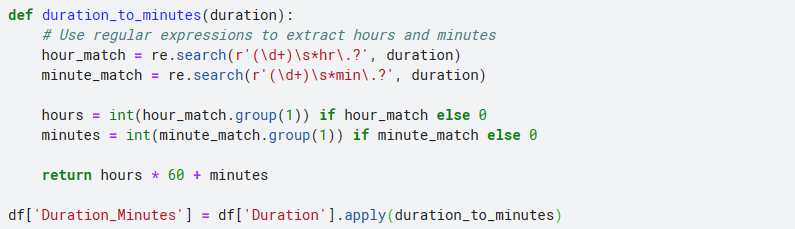 def duration_to_minutes(duration):
    # Use regular expressions to extract hours and minutes
    hour_match = re.search(r'(\d+)\s*hr\.?', duration)
    minute_match = re.search(r'(\d+)\s*min\.?', duration)

    hours = int(hour_match.group(1)) if hour_match else 0
    minutes = int(minute_match.group(1)) if minute_match else 0

    return hours * 60 + minutes

df['Duration_Minutes'] = df['Duration'].apply(duration_to_minutes)